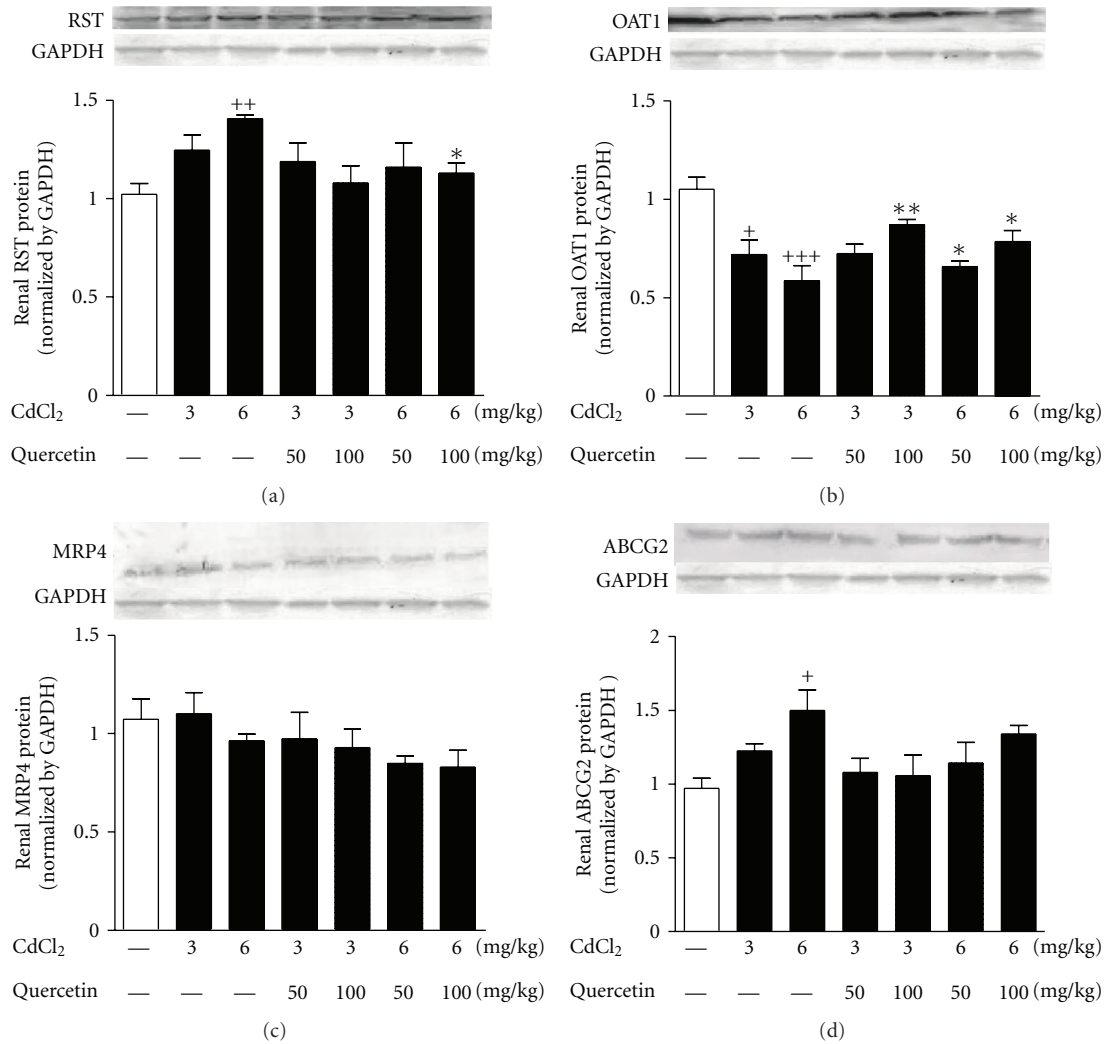 RST
GAPDH
1.5
++
*
1
0.5
0
Renal RST protein
(normalized by GAPDH)
CdCl₂ — 3 6 3 3 6 6 (mg/kg)
Quercetin — — — 50 100 50 100 (mg/kg)
(a)
OAT1
GAPDH
1.5
+
+++
**
*
*
1
0.5
0
Renal OAT1 protein
(normalized by GAPDH)
CdCl₂ — 3 6 3 3 6 6 (mg/kg)
Quercetin — — — 50 100 50 100 (mg/kg)
(b)
MRP4
GAPDH
1.5
1
0.5
0
Renal MRP4 protein
(normalized by GAPDH)
CdCl₂ — 3 6 3 3 6 6 (mg/kg)
Quercetin — — — 50 100 50 100 (mg/kg)
(c)
ABCG2
GAPDH
2
1.5
+
1
0.5
0
Renal ABCG2 protein
(normalized by GAPDH )
CdCl₂ — 3 6 3 3 6 6 (mg/kg)
Quercetin — — — 50 100 50 100 (mg/kg)
(d)